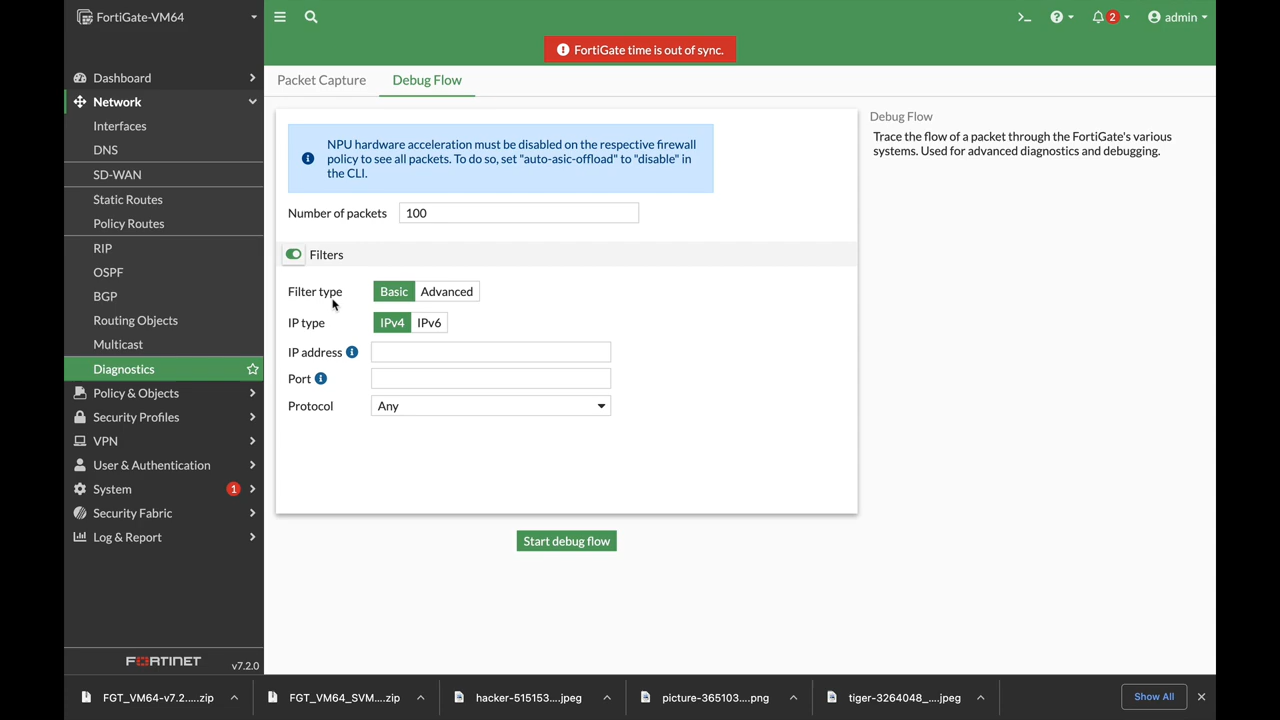 FortiGate-VM64
admin
2
FortiGate time is out of sync.
Dashboard
Network
Interfaces
DNS
SD-WAN
Static Routes
Policy Routes
RIP
OSPF
BGP
Routing Objects
Multicast
Diagnostics
Policy & Objects
Security Profiles
VPN
User & Authentication
System 1
Security Fabric
Log & Report
FORTINET v7.2.0
Packet Capture Debug Flow
NPU hardware acceleration must be disabled on the respective firewall
policy to see all packets. To do so, set "auto-asic-offload" to "disable" in
the CLI.
Number of packets 100
Filters
Filter type Basic Advanced
IP type IPv4 IPv6
IP address
Port
Protocol Any
Start debug flow
Debug Flow
Trace the flow of a packet through the FortiGate's various
systems. Used for advanced diagnostics and debugging.
FGT_VM64-v7.2.....zip FGT_VM64_SVM....zip hacker-515153....jpeg picture-365103....png tiger-3264048_....jpeg Show All